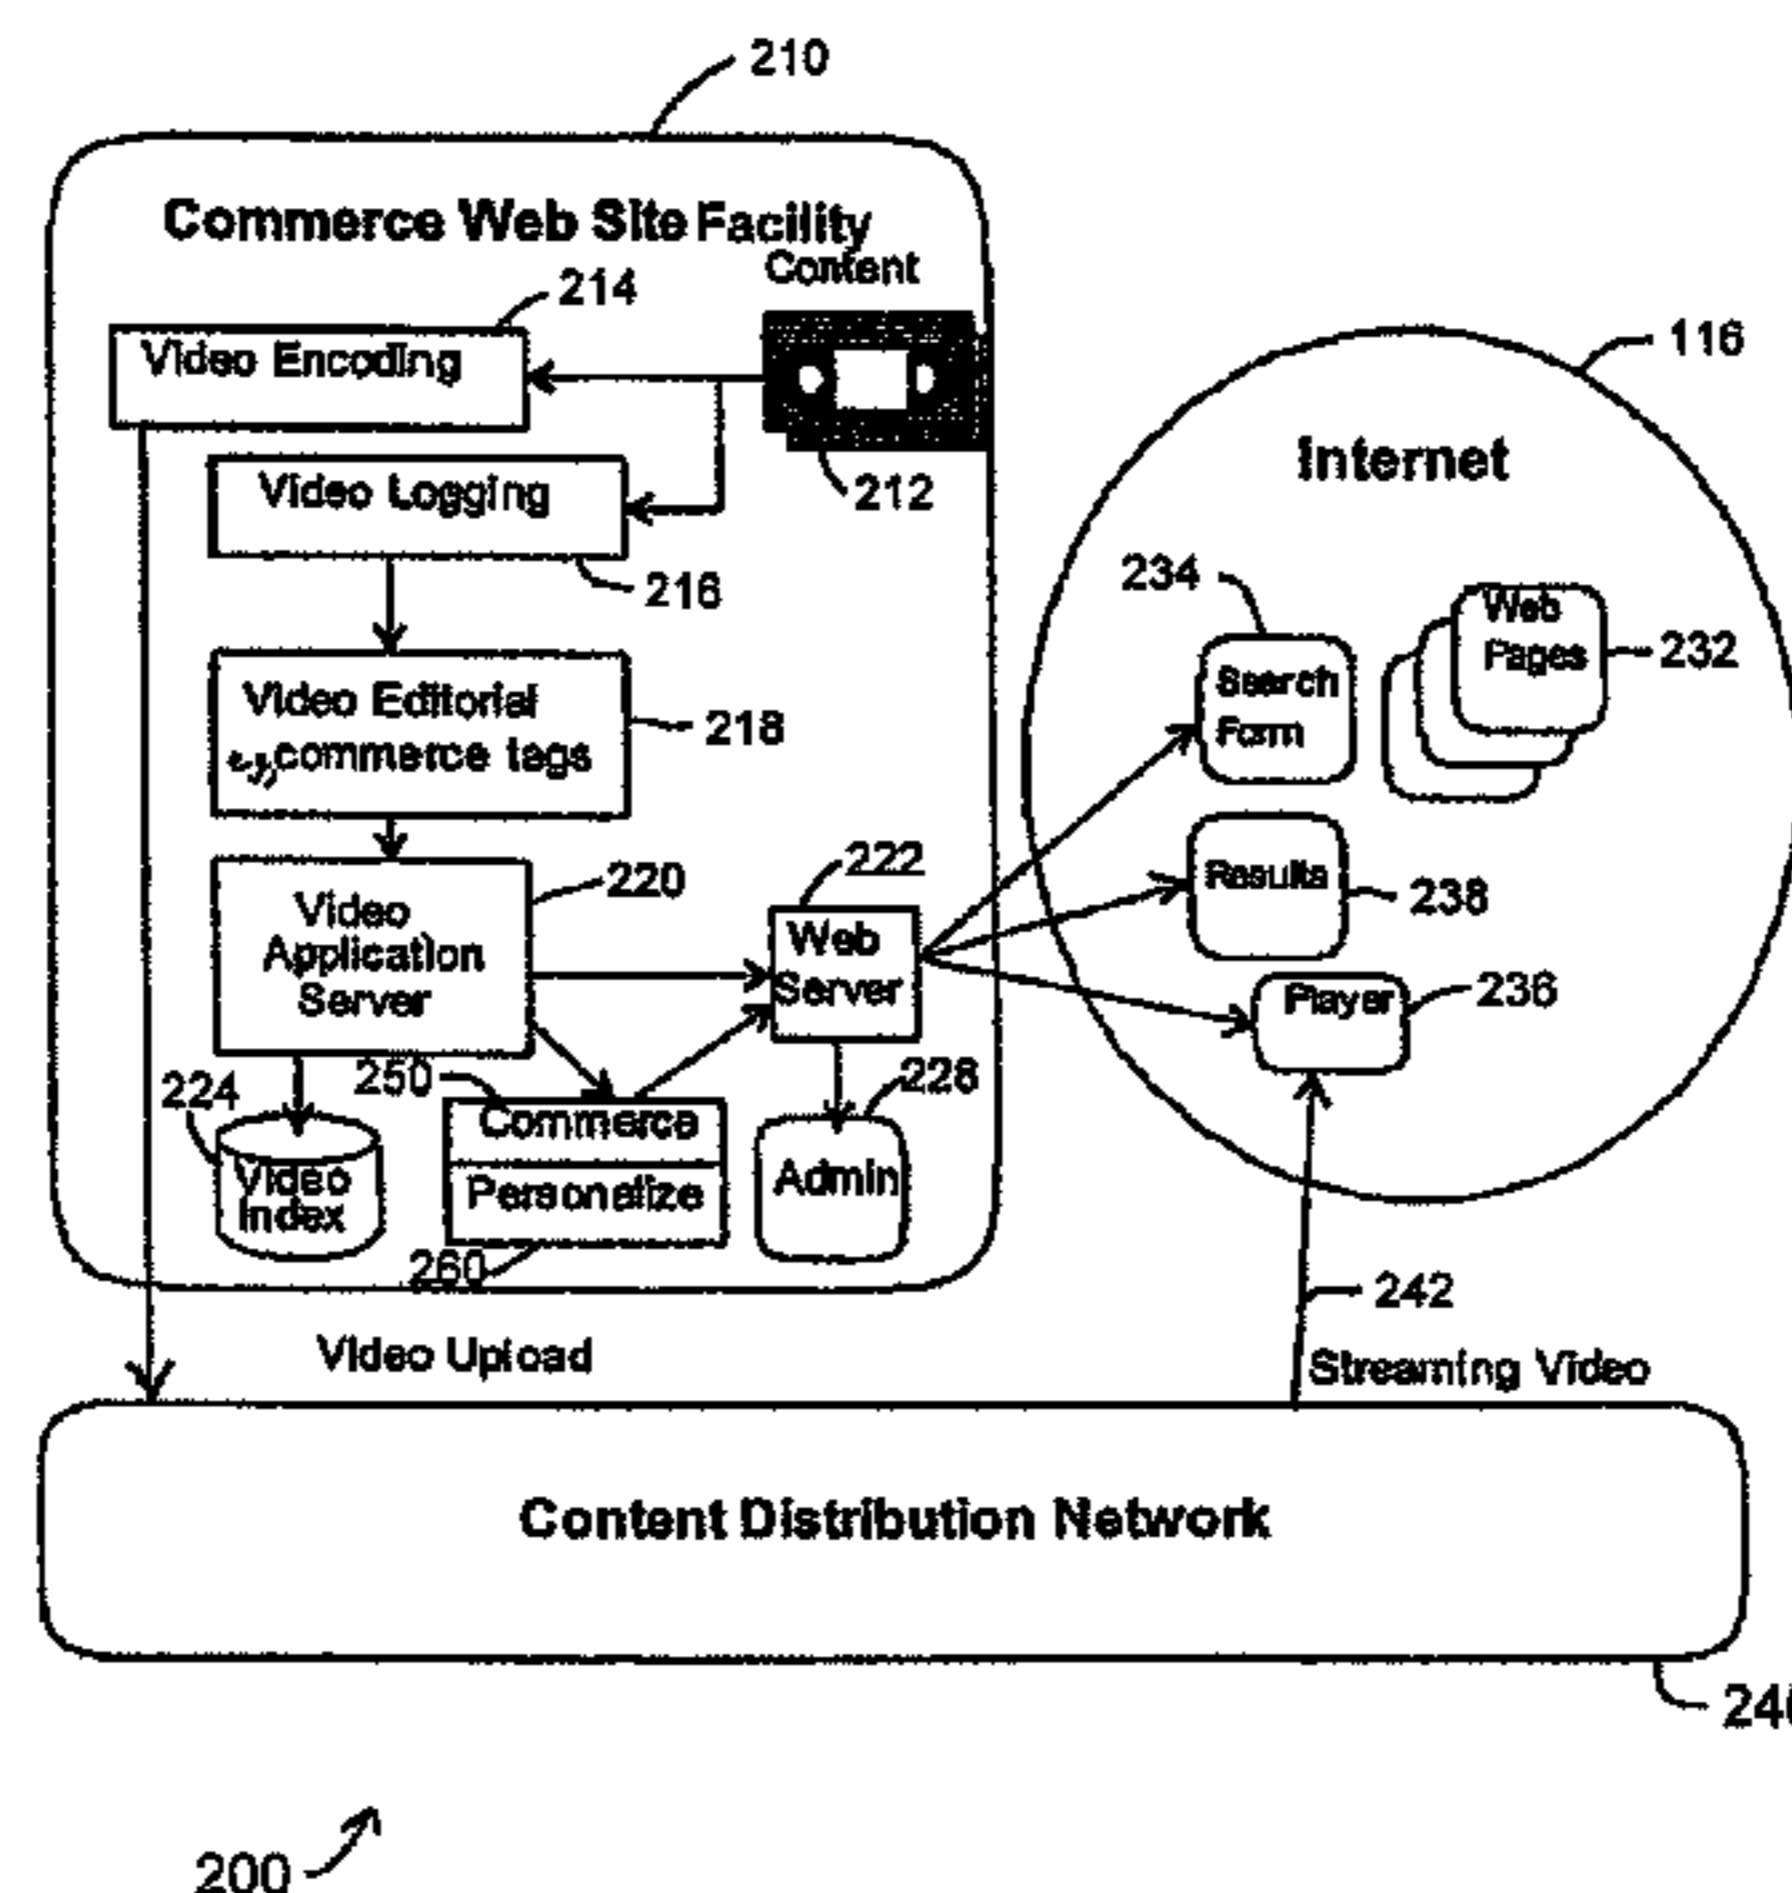 210
Commerce Web Site Facility
Content
214
Video Encoding
212
Video Logging
216
Video Editorial
commerce tags
218
220
Video
Application
Server
222
Web
Server
224
Video
Index
250
Commerce
Personalize
260
228
Admin
116
Internet
234
Search
Form
Web
Pages
232
Results
238
Player
236
242
Video Upload
Streaming Video
Content Distribution Network
200